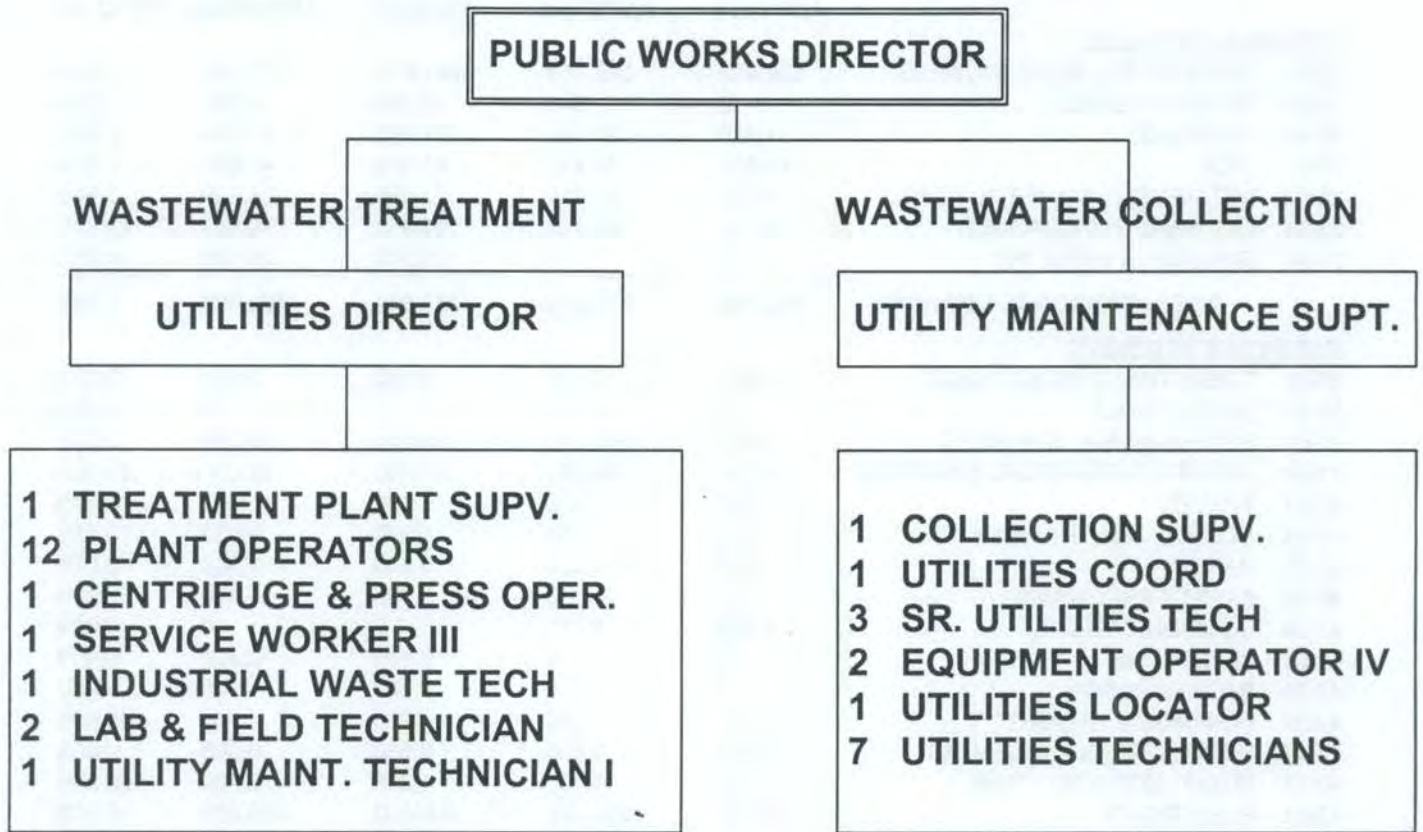 PUBLIC WORKS DIRECTOR
WASTEWATER TREATMENT
UTILITIES DIRECTOR
1 TREATMENT PLANT SUPV.
12 PLANT OPERATORS
1 CENTRIFUGE & PRESS OPER.
1 SERVICE WORKER III
1 INDUSTRIAL WASTE TECH
2 LAB & FIELD TECHNICIAN
1 UTILITY MAINT. TECHNICIAN I
WASTEWATER COLLECTION
UTILITY MAINTENANCE SUPT.
1 COLLECTION SUPV.
1 UTILITIES COORD
3 SR. UTILITIES TECH
2 EQUIPMENT OPERATOR IV
1 UTILITIES LOCATOR
7 UTILITIES TECHNICIANS